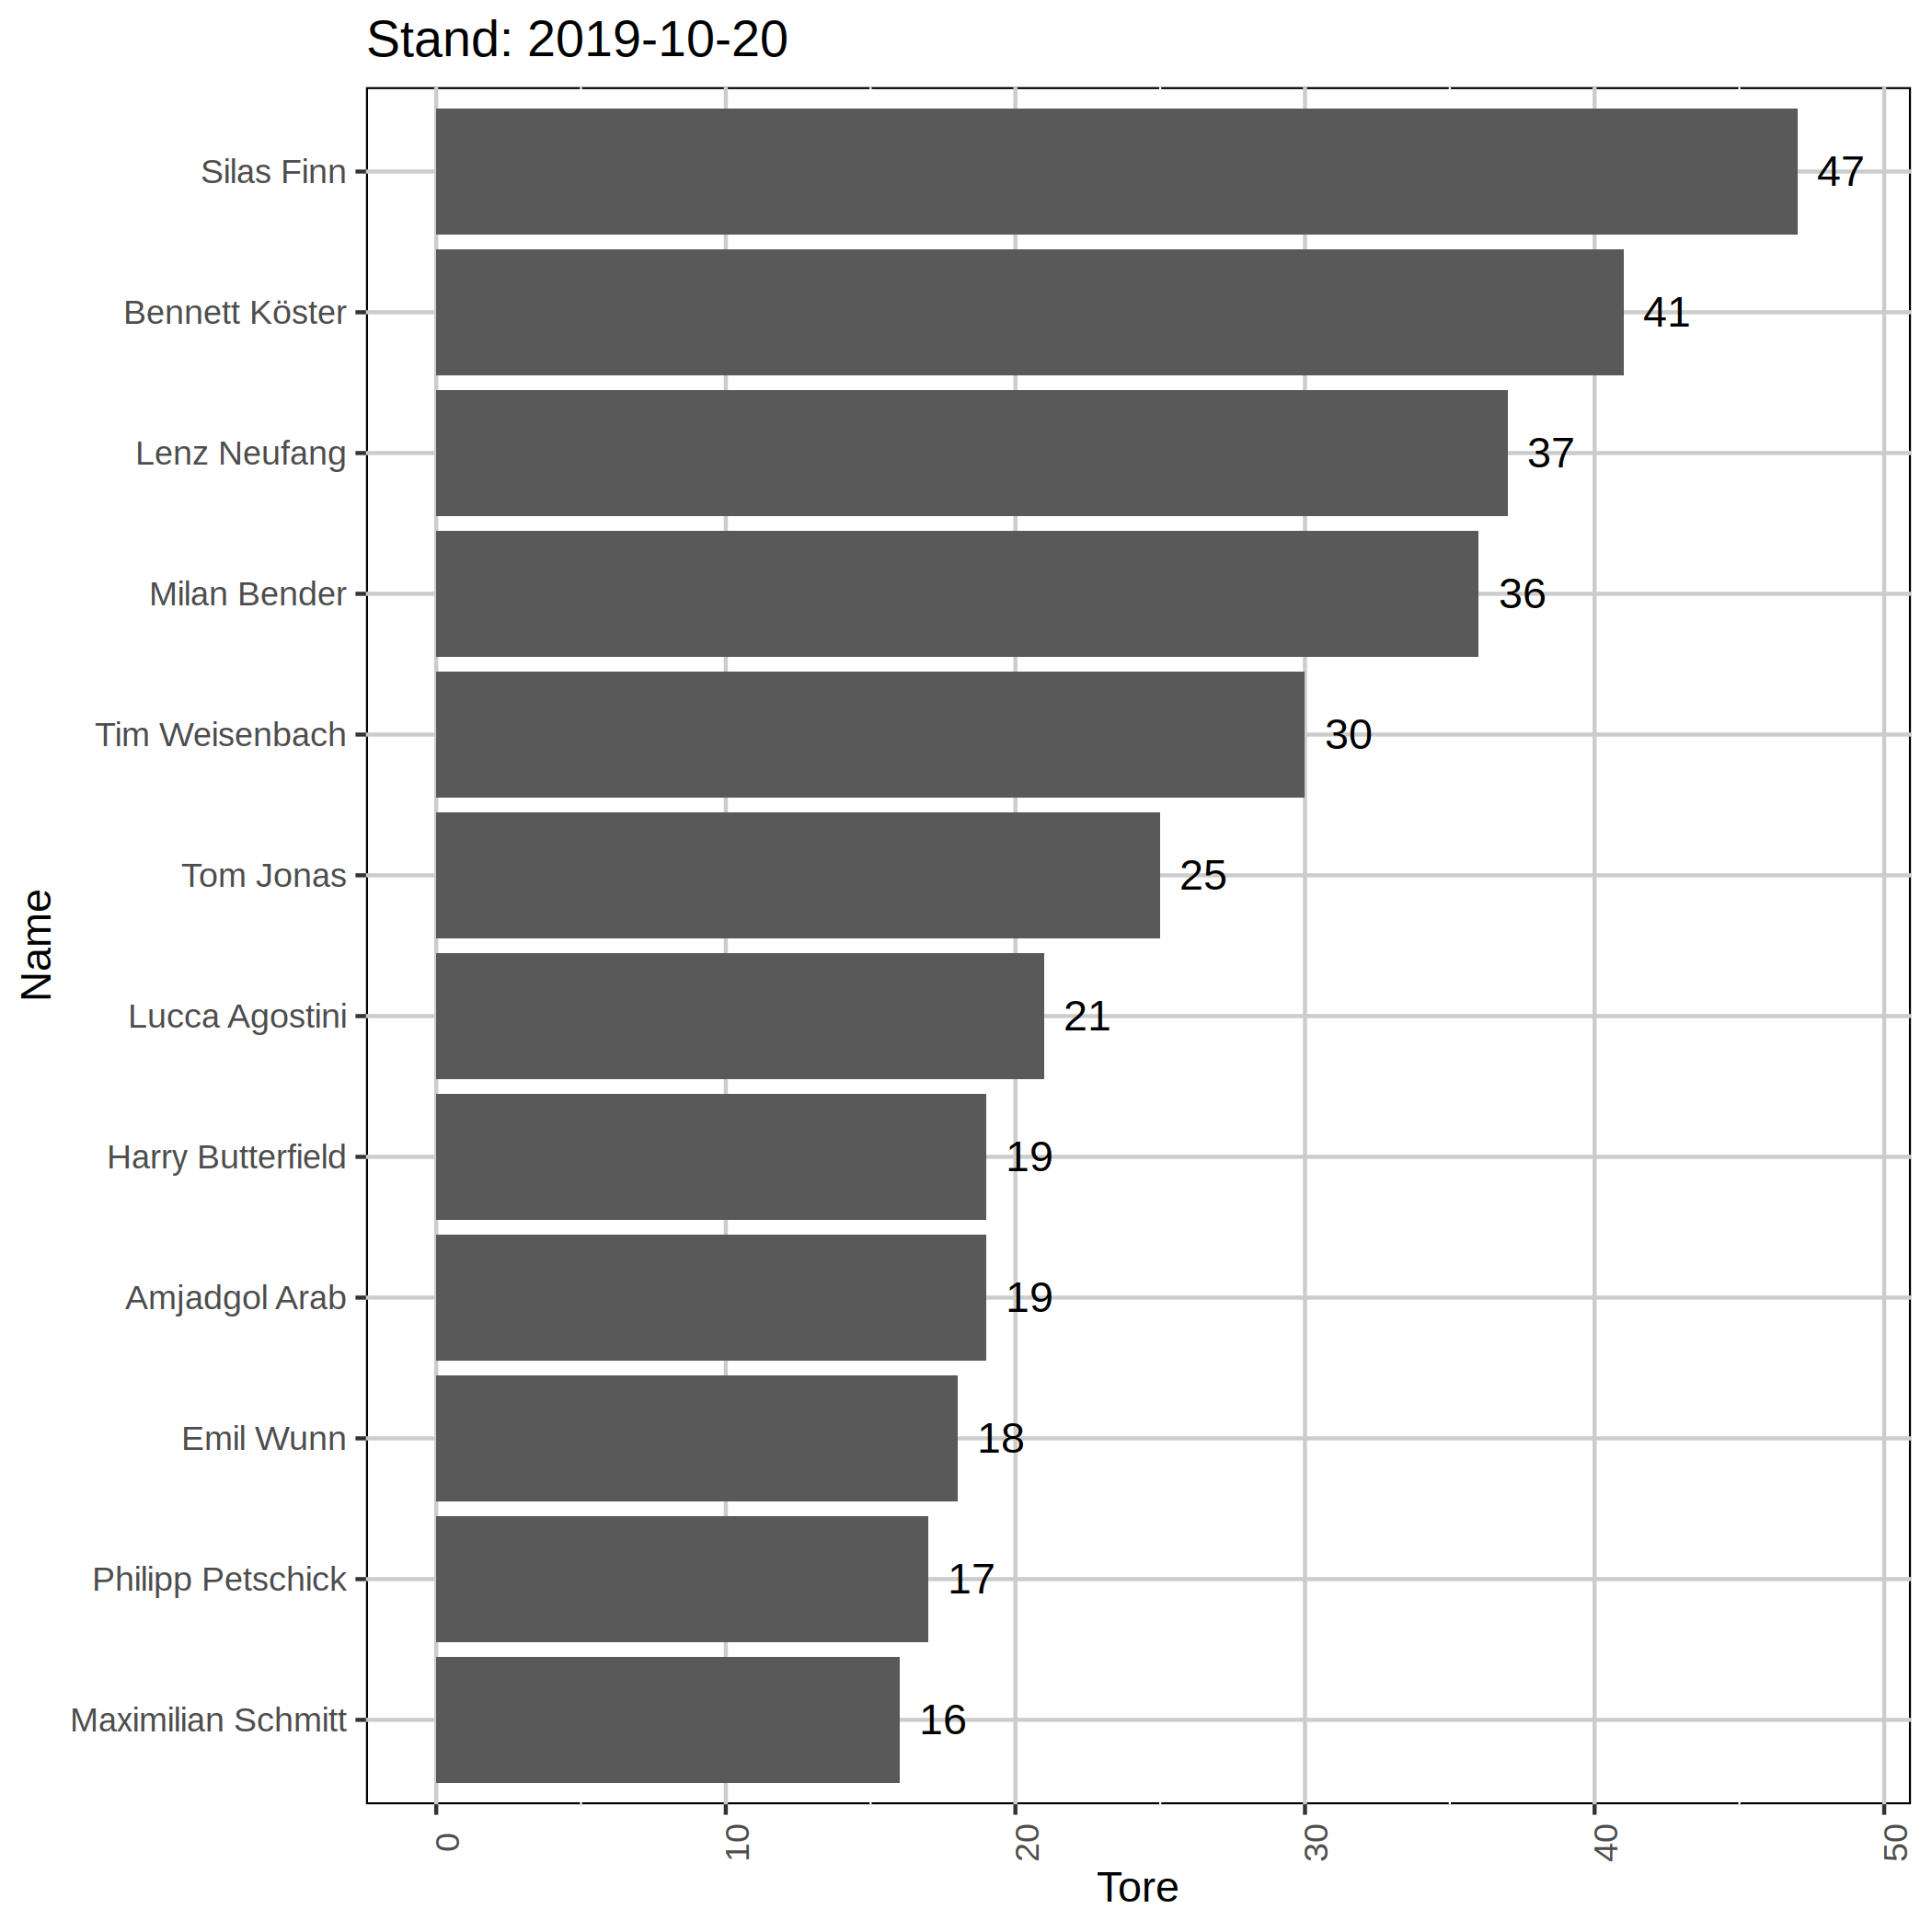 Stand: 2019-10-20
Silas Finn 47
Bennett Köster 41
Lenz Neufang 37
Milan Bender 36
Tim Weisenbach 30
Tom Jonas 25
Lucca Agostini 21
Harry Butterfield 19
Amjadgol Arab 19
Emil Wunn 18
Philipp Petschick 17
Maximilian Schmitt 16
Name
0 10 20 30 40 50
Tore